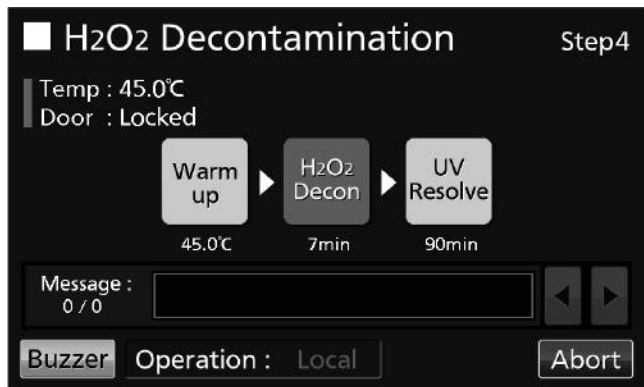 H2O2 Decontamination Step4
Temp : 45.0℃
Door : Locked
Warm up
H2O2 Decon
UV Resolve
45.0℃ 7min 90min
Message :
0 / 0
Buzzer Operation : Local Abort